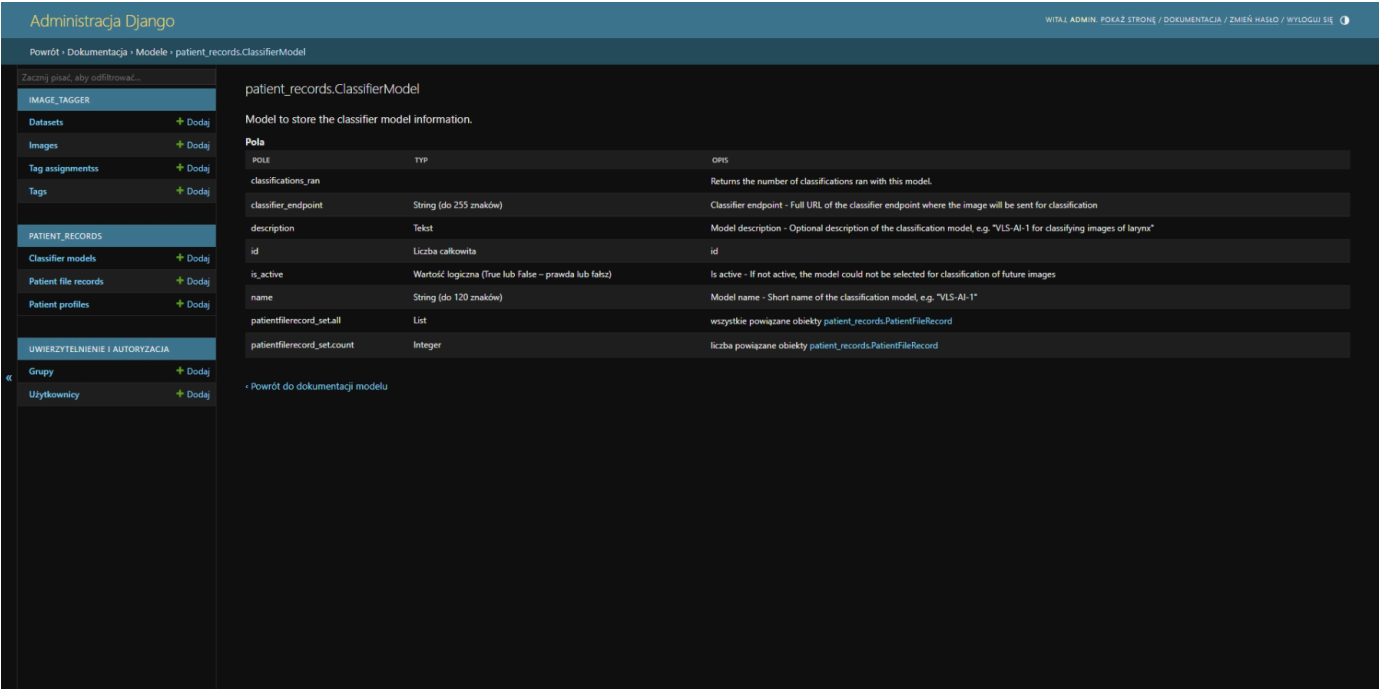 Administracja Django
WITAJ, ADMIN. POKAŻ STRONĘ / DOKUMENTACJA / ZMIEŃ HASŁO / WYLOGUJ SIĘ
Powrót › Dokumentacja › Modele › patient_records.ClassifierModel
Zacznij pisać, aby odfiltrować...
IMAGE_TAGGER
Datasets + Dodaj
Images + Dodaj
Tag assignmentss + Dodaj
Tags + Dodaj
PATIENT_RECORDS
Classifier models + Dodaj
Patient file records + Dodaj
Patient profiles + Dodaj
UWIERZYTELNIENIE I AUTORYZACJA
Grupy + Dodaj
Użytkownicy + Dodaj
«
patient_records.ClassifierModel
Model to store the classifier model information.
Pola
POLE TYP OPIS
classifications_ran Returns the number of classifications ran with this model.
classifier_endpoint String (do 255 znaków) Classifier endpoint - Full URL of the classifier endpoint where the image will be sent for classification
description Tekst Model description - Optional description of the classification model, e.g. "VLS-AI-1 for classifying images of larynx"
id Liczba całkowita id
is_active Wartość logiczna (True lub False – prawda lub fałsz) Is active - If not active, the model could not be selected for classification of future images
name String (do 120 znaków) Model name - Short name of the classification model, e.g. "VLS-AI-1"
patientfilerecord_set.all List wszystkie powiązane obiekty patient_records.PatientFileRecord
patientfilerecord_set.count Integer liczba powiązane obiekty patient_records.PatientFileRecord
‹ Powrót do dokumentacji modelu